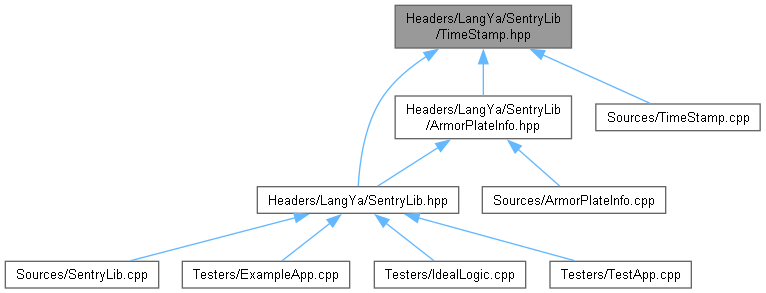 Headers/LangYa/SentryLib
/TimeStamp.hpp
Headers/LangYa/SentryLib
/ArmorPlateInfo.hpp
Sources/TimeStamp.cpp
Headers/LangYa/SentryLib.hpp
Sources/ArmorPlateInfo.cpp
Sources/SentryLib.cpp
Testers/ExampleApp.cpp
Testers/IdealLogic.cpp
Testers/TestApp.cpp